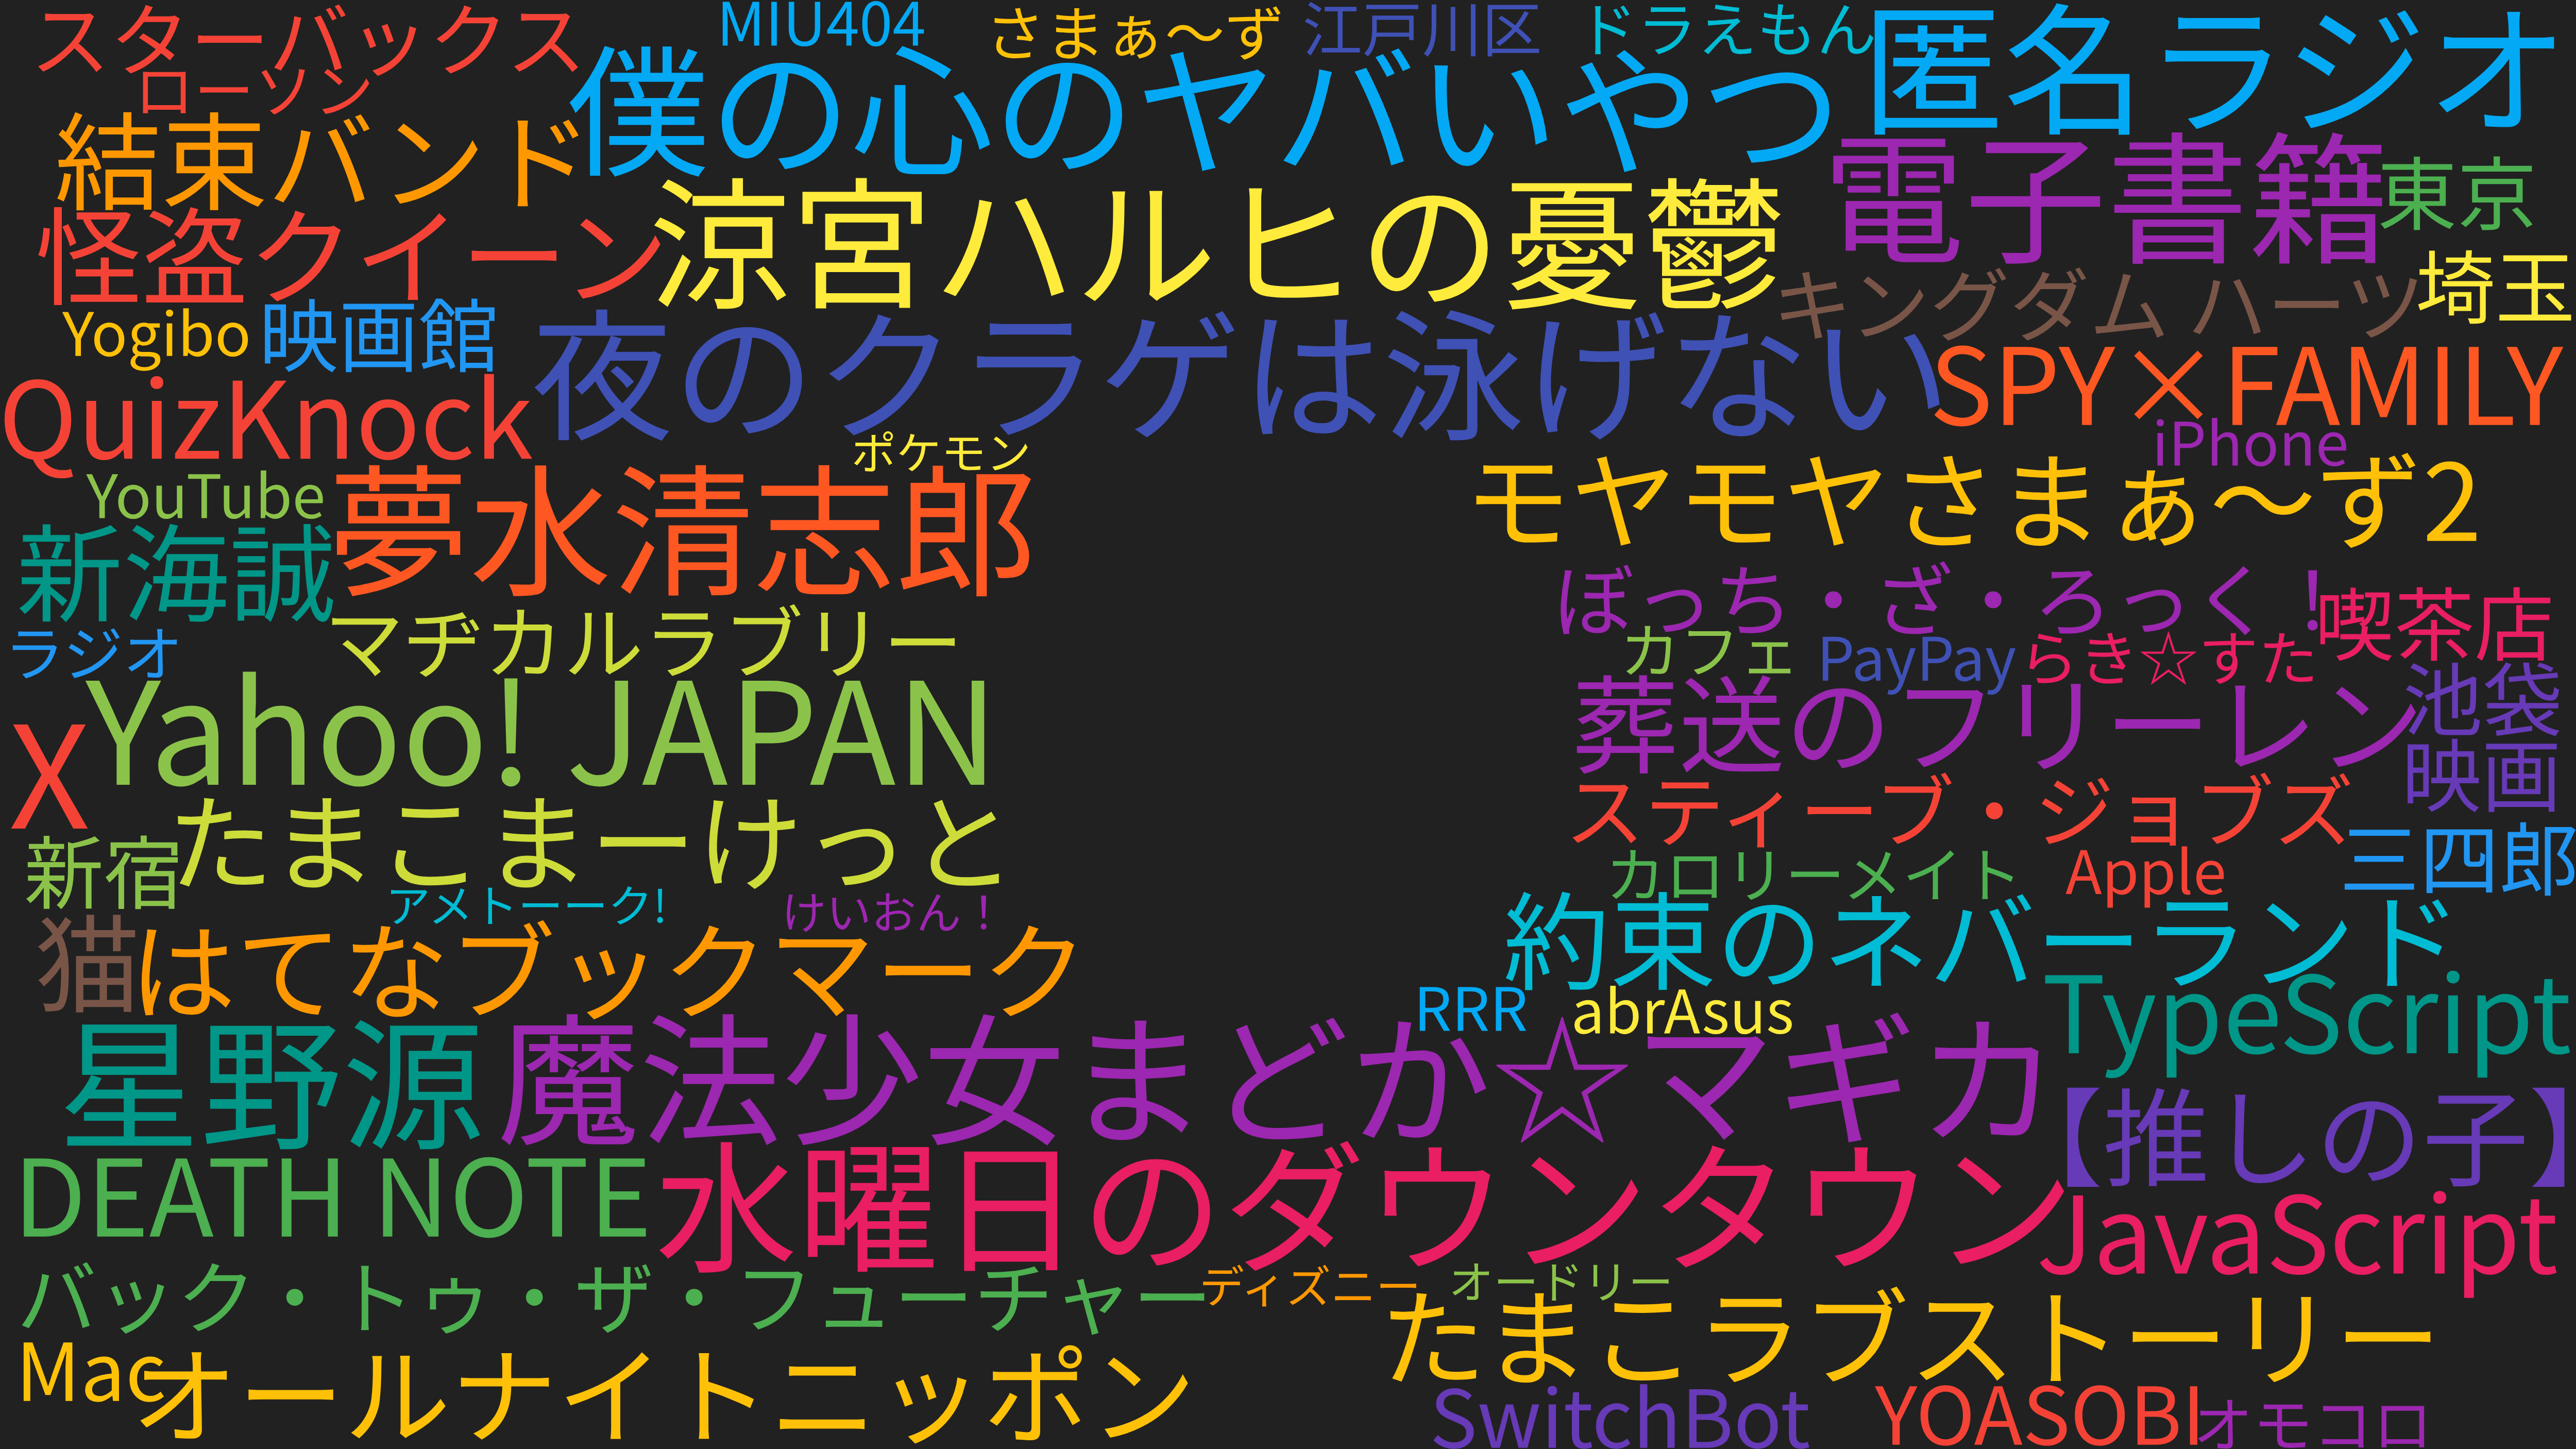 スターバックス
MIU404
さまぁ～ず
江戸川区
ドラえもん
匿名ラジオ
ローソン
僕の心のヤバいやつ
結束バンド
電子書籍
東京
怪盗クイーン
涼宮ハルヒの憂鬱
キングダム ハーツ
埼玉
Yogibo
映画館
夜のクラゲは泳げない
SPY×FAMILY
QuizKnock
ポケモン
iPhone
YouTube
夢水清志郎
モヤモヤさまぁ～ず2
新海誠
ぼっち・ざ・ろっく！
喫茶店
ラジオ
マヂカルラブリー
カフェ
PayPay
らき☆すた
Yahoo! JAPAN
葬送のフリーレン
池袋
X
映画
たまこまーけっと
スティーブ・ジョブズ
新宿
カロリーメイト
Apple
三四郎
アメトーーク!
けいおん！
猫
はてなブックマーク
約束のネバーランド
RRR
abrAsus
TypeScript
星野源
魔法少女まどか☆マギカ
【推しの子】
DEATH NOTE
水曜日のダウンタウン
JavaScript
バック・トゥ・ザ・フューチャー
ディズニー
オードリー
たまこラブストーリー
Mac
オールナイトニッポン
SwitchBot
YOASOBI
オモコロ